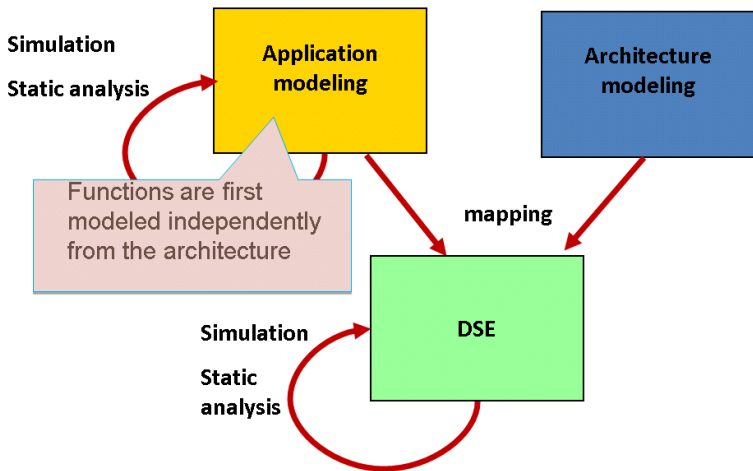 Simulation
Static analysis
Application
modeling
Architecture
modeling
Functions are first
modeled independently
from the architecture
mapping
Simulation
Static
analysis
DSE